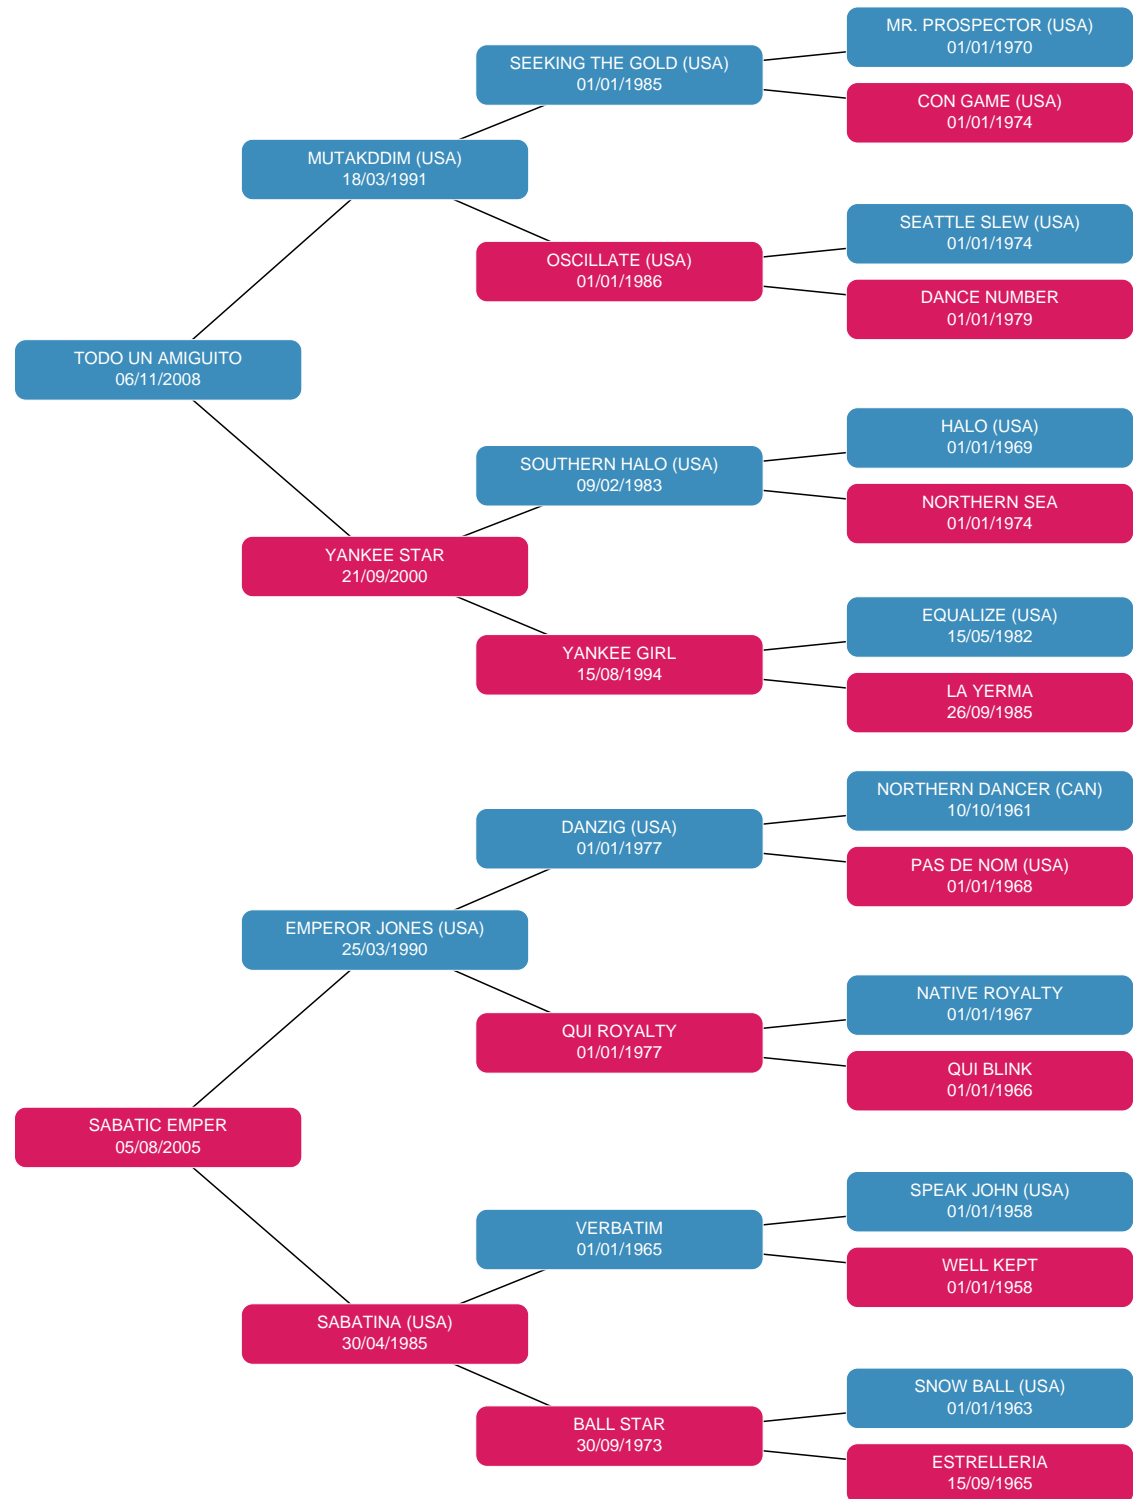 MR. PROSPECTOR (USA)
01/01/1970
SEEKING THE GOLD (USA)
01/01/1985
CON GAME (USA)
01/01/1974
MUTAKDDIM (USA)
18/03/1991
SEATTLE SLEW (USA)
01/01/1974
OSCILLATE (USA)
01/01/1986
DANCE NUMBER
01/01/1979
TODO UN AMIGUITO
06/11/2008
HALO (USA)
01/01/1969
SOUTHERN HALO (USA)
09/02/1983
NORTHERN SEA
01/01/1974
YANKEE STAR
21/09/2000
EQUALIZE (USA)
15/05/1982
YANKEE GIRL
15/08/1994
LA YERMA
26/09/1985
NORTHERN DANCER (CAN)
10/10/1961
DANZIG (USA)
01/01/1977
PAS DE NOM (USA)
01/01/1968
EMPEROR JONES (USA)
25/03/1990
NATIVE ROYALTY
01/01/1967
QUI ROYALTY
01/01/1977
QUI BLINK
01/01/1966
SABATIC EMPER
05/08/2005
SPEAK JOHN (USA)
01/01/1958
VERBATIM
01/01/1965
WELL KEPT
01/01/1958
SABATINA (USA)
30/04/1985
SNOW BALL (USA)
01/01/1963
BALL STAR
30/09/1973
ESTRELLERIA
15/09/1965